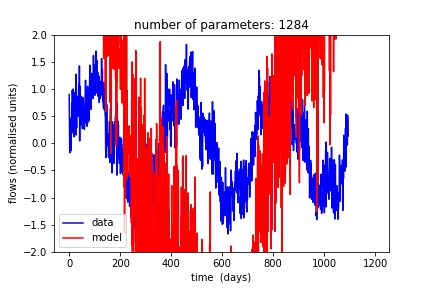 number of parameters: 1284
flows (normalised units)
2.0
1.5
1.0
0.5
0.0
−0.5
−1.0
−1.5
−2.0
data
model
0 200 400 600 800 1000 1200
time (days)